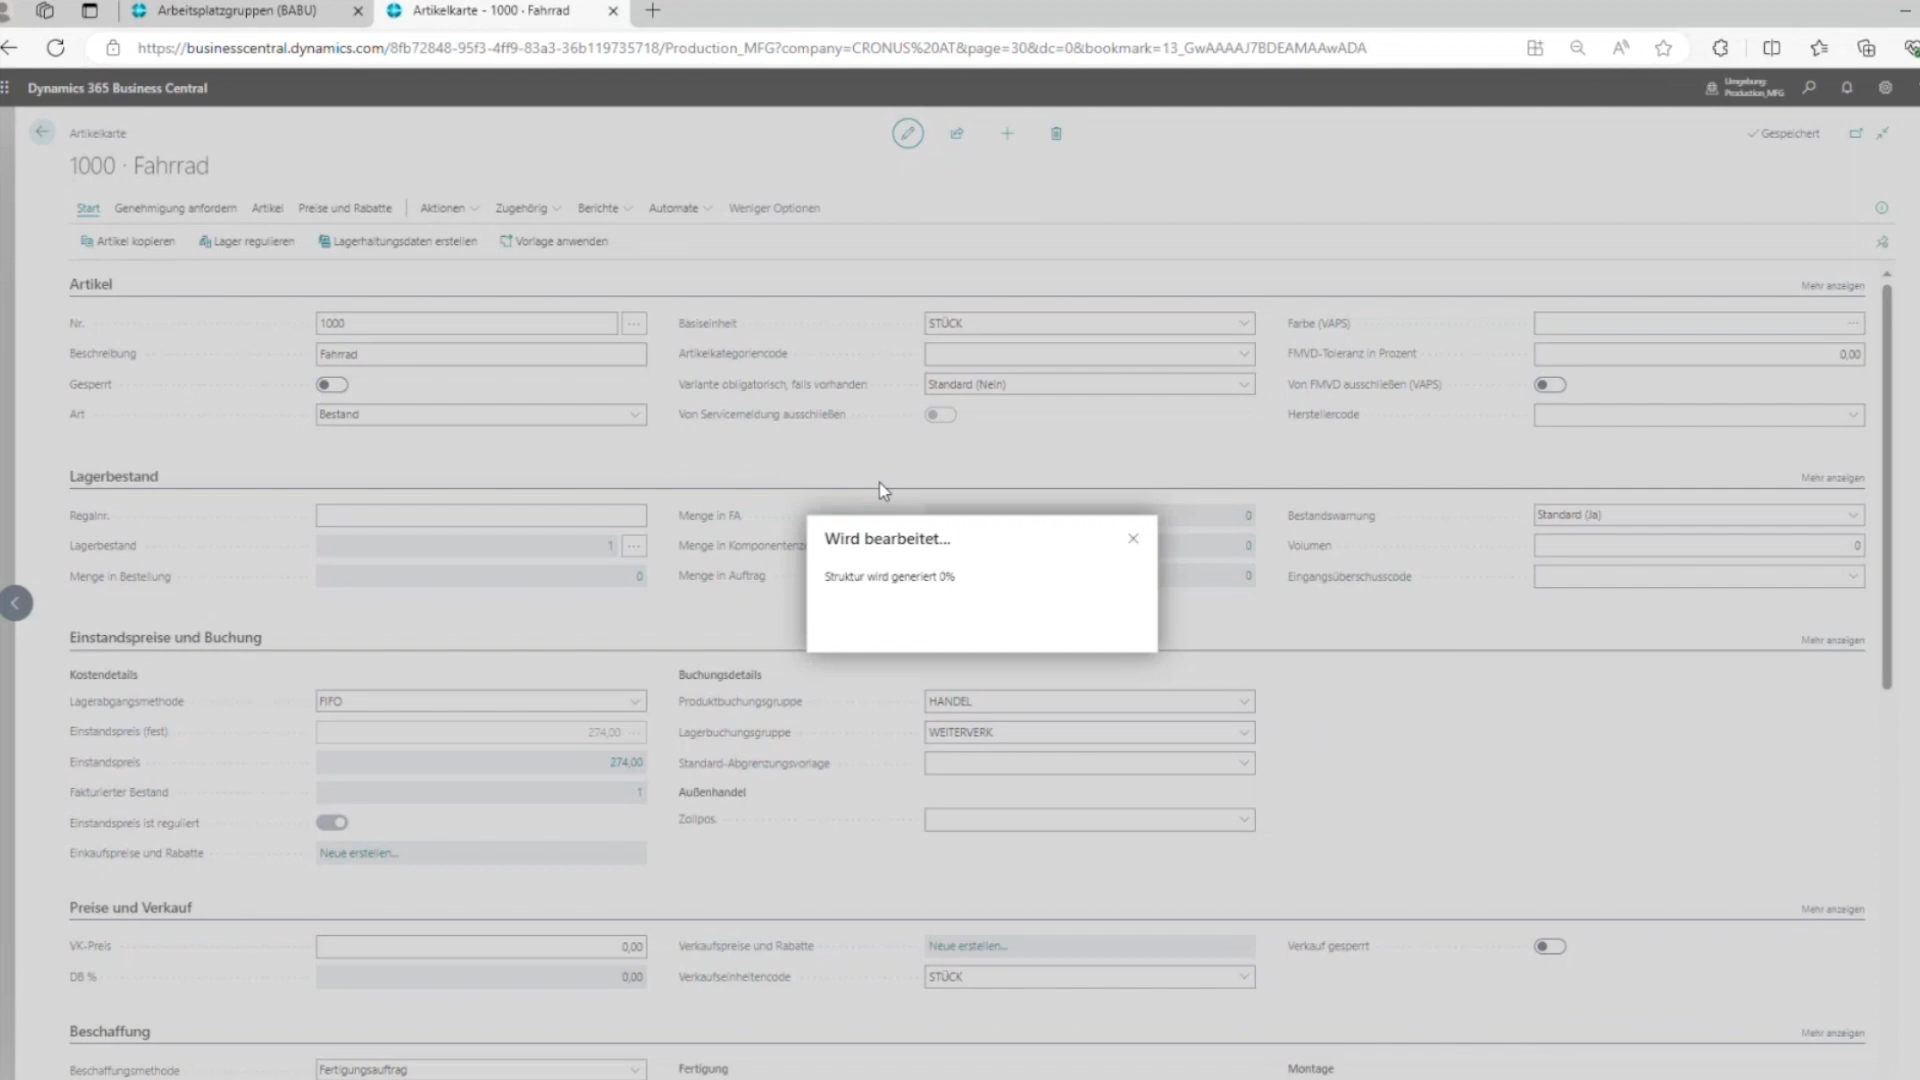 Arbeitsplatzgruppen (BABU)
Artikelkarte - 1000 · Fahrrad
https://businesscentral.dynamics.com/8fb72848-95f3-4ff9-83a3-36b119735718/Production_MFG?company=CRONUS%20AT&page=30&dc=0&bookmark=13_GwAAAAJ7BDEAMAAwADA
Dynamics 365 Business Central
Umgebung:
Production_MFG
Artikelkarte
Gespeichert
1000 · Fahrrad
Start Genehmigung anfordern Artikel Preise und Rabatte Aktionen Zugehörig Berichte Automate Weniger Optionen
Artikel kopieren Lager regulieren Lagerhaltungsdaten erstellen Vorlage anwenden
Artikel Mehr anzeigen
Nr. 1000 Basiseinheit STÜCK Farbe (VAPS)
Beschreibung Fahrrad Artikelkategoriencode FMVD-Toleranz in Prozent 0,00
Gesperrt Variante obligatorisch, falls vorhanden Standard (Nein) Von FMVD ausschließen (VAPS)
Art Bestand Von Servicemeldung ausschließen Herstellercode
Lagerbestand Mehr anzeigen
Regalnr. Menge in FA 0 Bestandswarnung Standard (Ja)
Lagerbestand 1 Menge in Komponentenz 0 Volumen 0
Menge in Bestellung 0 Menge in Auftrag 0 Eingangsüberschusscode
Wird bearbeitet...
Struktur wird generiert 0%
Einstandspreise und Buchung Mehr anzeigen
Kostendetails Buchungsdetails
Lagerabgangsmethode FIFO Produktbuchungsgruppe HANDEL
Einstandspreis (fest) 274,00 Lagerbuchungsgruppe WEITERVERK
Einstandspreis 274,00 Standard-Abgrenzungsvorlage
Fakturierter Bestand 1 Außenhandel
Einstandspreis ist reguliert Zollpos.
Einkaufspreise und Rabatte Neue erstellen...
Preise und Verkauf Mehr anzeigen
VK-Preis 0,00 Verkaufspreise und Rabatte Neue erstellen... Verkauf gesperrt
DB % 0,00 Verkaufseinheitencode STÜCK
Beschaffung Mehr anzeigen
Beschaffungsmethode Fertigungsauftrag Fertigung Montage